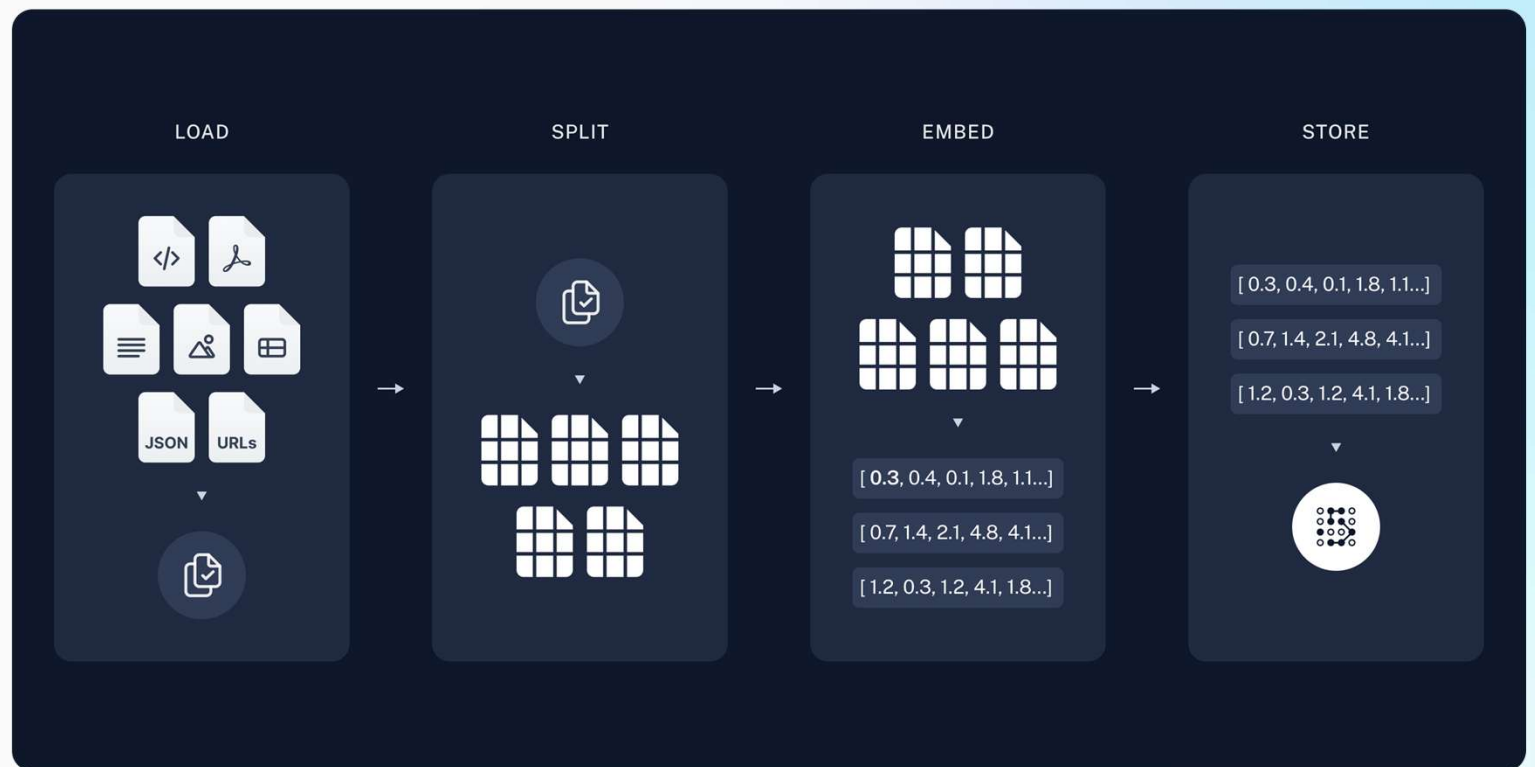 LOAD
SPLIT
EMBED
STORE
JSON
URLs
[ 0.3, 0.4, 0.1, 1.8, 1.1...]
[ 0.7, 1.4, 2.1, 4.8, 4.1...]
[ 1.2, 0.3, 1.2, 4.1, 1.8...]
[ 0.3, 0.4, 0.1, 1.8, 1.1...]
[ 0.7, 1.4, 2.1, 4.8, 4.1...]
[ 1.2, 0.3, 1.2, 4.1, 1.8...]